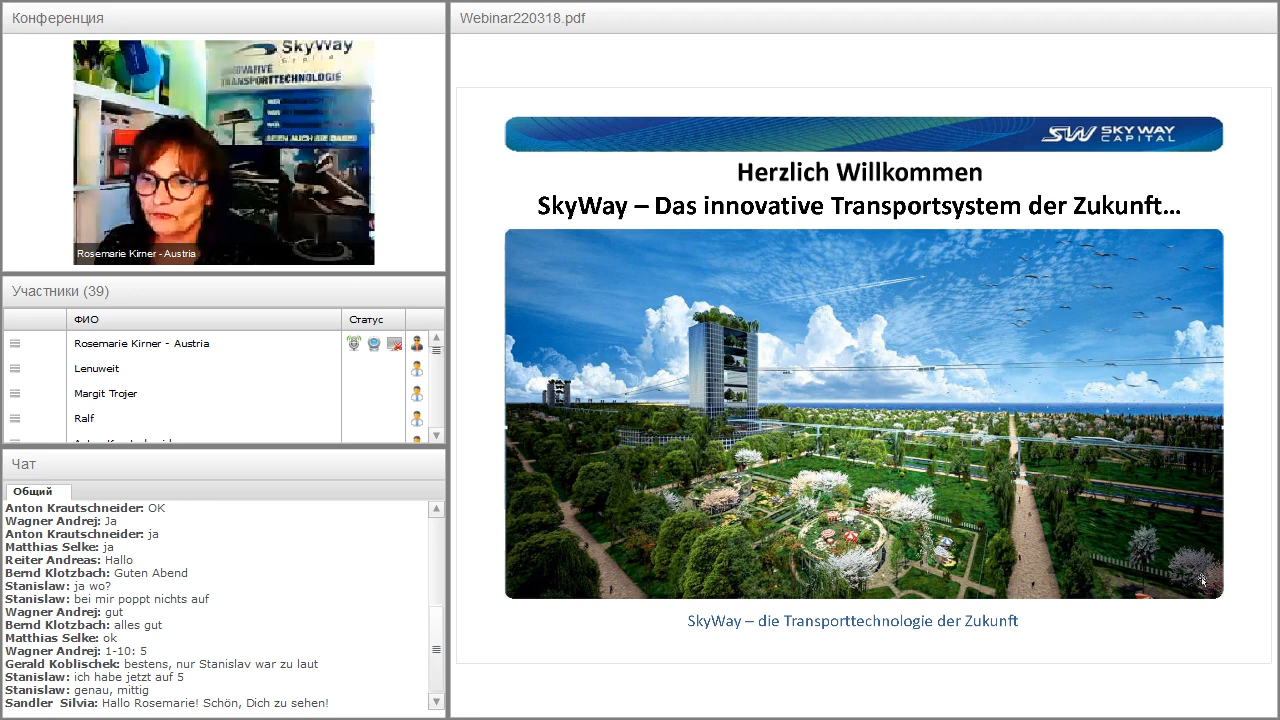 Конференция
SkyWay
INNOVATIVE
TRANSPORTTECHNOLOGIE
Rosemarie Kirner - Austria
Участники (39)
ФИО Статус
Rosemarie Kirner - Austria
Lenuweit
Margit Trojer
Ralf
Чат
Общий
Anton Krautschneider: OK
Wagner Andrej: Ja
Anton Krautschneider: ja
Matthias Selke: ja
Reiter Andreas: Hallo
Bernd Klotzbach: Guten Abend
Stanislaw: ja wo?
Stanislaw: bei mir poppt nichts auf
Wagner Andrej: gut
Bernd Klotzbach: alles gut
Matthias Selke: ok
Wagner Andrej: 1-10: 5
Gerald Koblischek: bestens, nur Stanislav war zu laut
Stanislaw: ich habe jetzt auf 5
Stanislaw: genau, mittig
Sandler Silvia: Hallo Rosemarie! Schön, Dich zu sehen!
Webinar220318.pdf
SW SKY WAY
CAPITAL
Herzlich Willkommen
SkyWay – Das innovative Transportsystem der Zukunft...
SkyWay – die Transporttechnologie der Zukunft